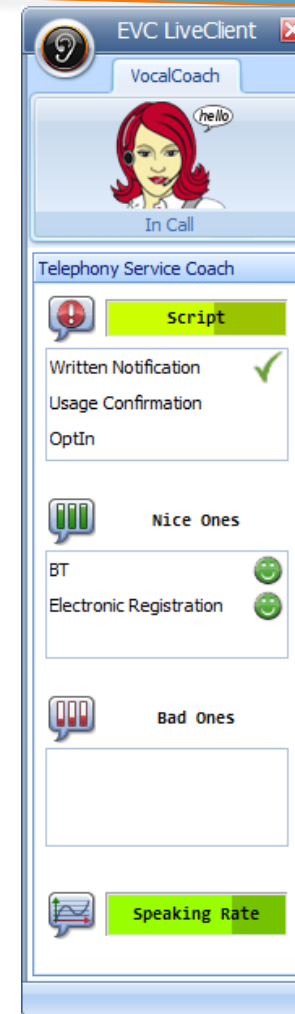 EVC LiveClient
VocalCoach
hello
In Call
Telephony Service Coach
Script
Written Notification
Usage Confirmation
OptIn
Nice Ones
BT
Electronic Registration
Bad Ones
Speaking Rate